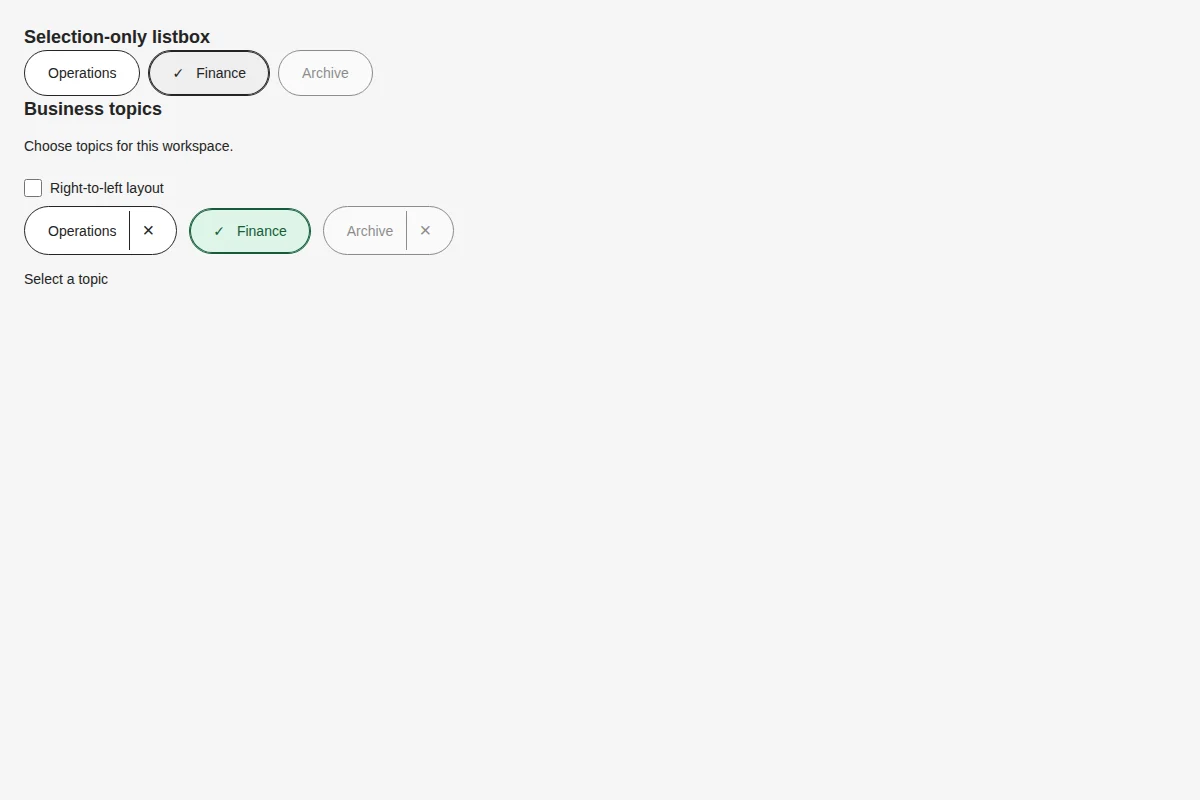 Selection-only listbox
Operations ✓ Finance Archive
Business topics
Choose topics for this workspace.
Right-to-left layout
Operations ✕ ✓ Finance Archive ✕
Select a topic